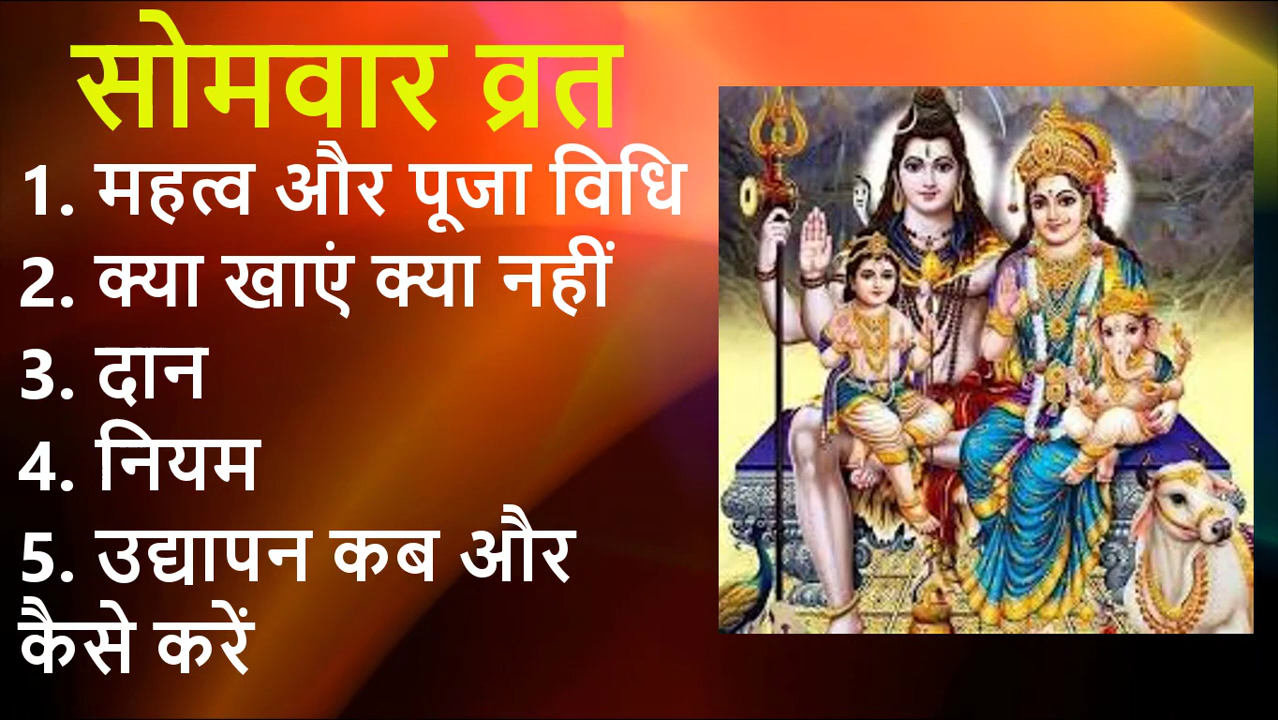 सोमवार व्रत
1. महत्व और पूजा विधि
2. क्या खाएं क्या नहीं
3. दान
4. नियम
5. उद्यापन कब और
कैसे करें